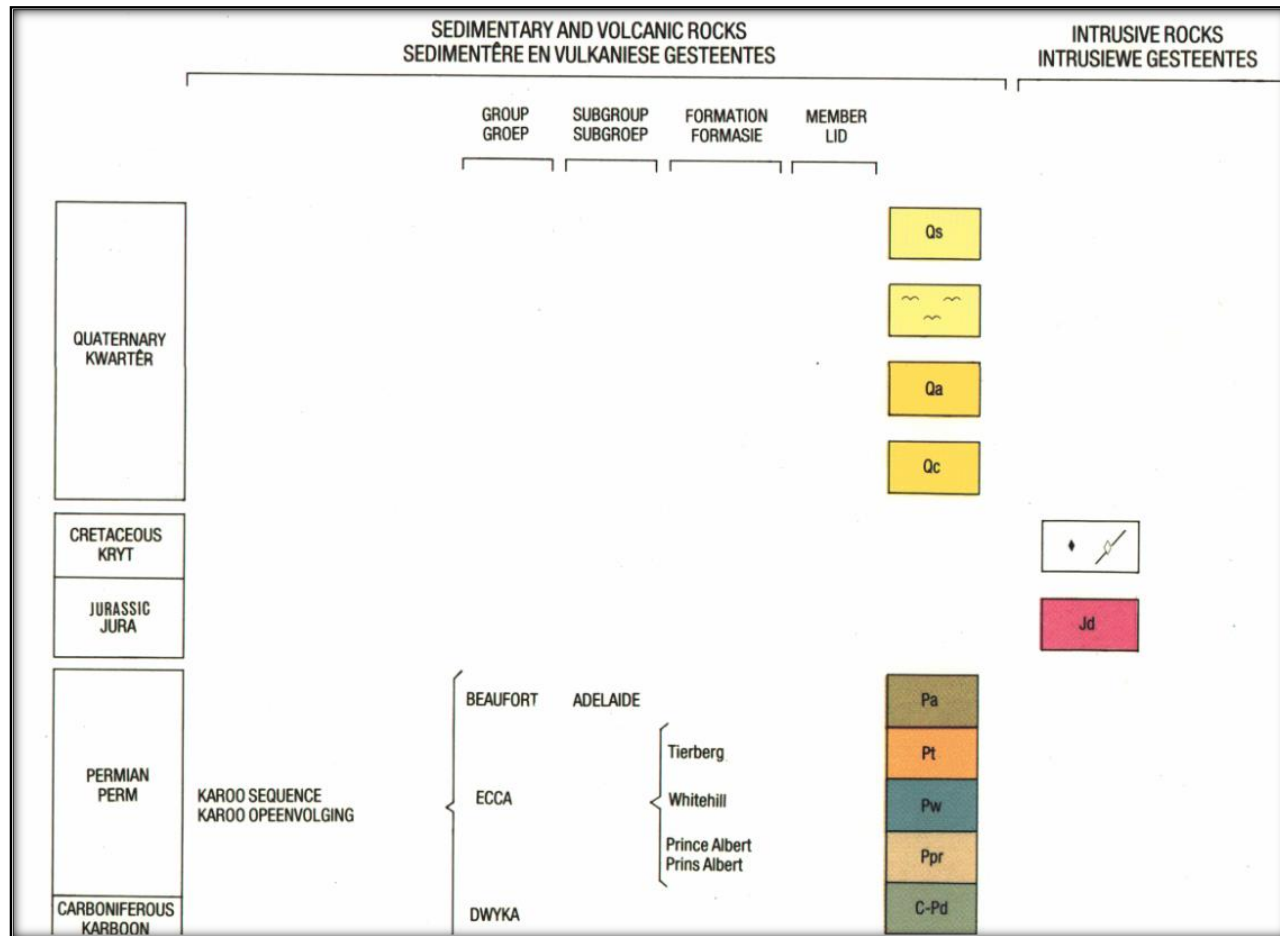 SEDIMENTARY AND VOLCANIC ROCKS
SEDIMENTÊRE EN VULKANIESE GESTEENTES
INTRUSIVE ROCKS
INTRUSIEWE GESTEENTES
GROUP
GROEP
SUBGROUP
SUBGROEP
FORMATION
FORMASIE
MEMBER
LID
QUATERNARY
KWARTÊR
Qs
Qa
Qc
CRETACEOUS
KRYT
JURASSIC
JURA
Jd
PERMIAN
PERM
KAROO SEQUENCE
KAROO OPEENVOLGING
BEAUFORT
ADELAIDE
Pa
ECCA
Tierberg
Pt
Whitehill
Pw
Prince Albert
Prins Albert
Ppr
CARBONIFEROUS
KARBOON
DWYKA
C-Pd